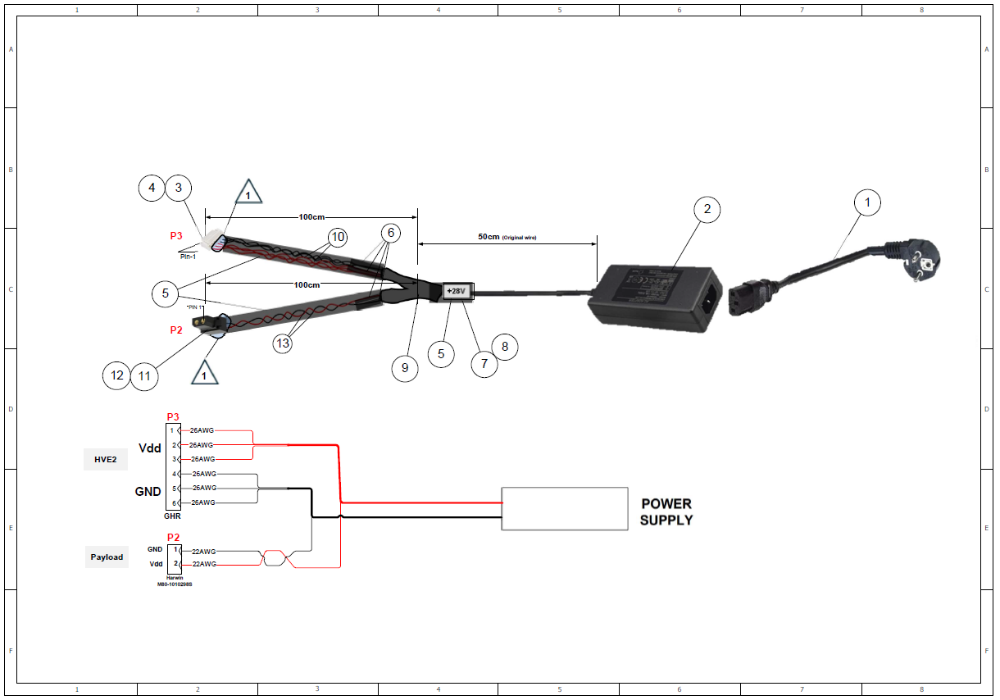 1 2 3 4 5 6 7 8
A A
B B
4 3 1
2 1
100cm
P3
Pin-1
10 6
50cm (Original wire)
C C
5
100cm
+28V
*PIN 1
P2
13
9 5 7 8
12 11 1
D D
P3
1 26AWG
Vdd 2 26AWG
3 26AWG
HVE2
4 26AWG
GND 5 26AWG
6 26AWG
GHR
E E
POWER
SUPPLY
P2
GND 1 22AWG
Payload
Vdd 2 22AWG
Harwin
M80-1010298S
F F
1 2 3 4 5 6 7 8